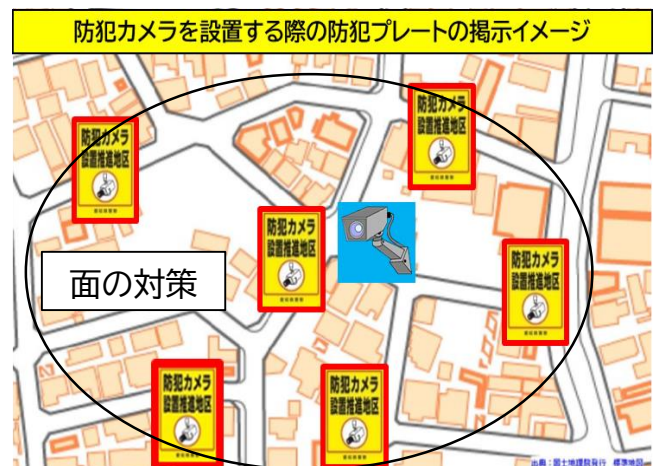 防犯カメラを設置する際の防犯プレートの掲示イメージ
防犯カメラ
設置推進地区
防犯カメラ
設置推進地区
防犯カメラ
設置推進地区
面の対策
防犯カメラ
設置推進地区
防犯カメラ
設置推進地区
防犯カメラ
設置推進地区
出典：国土地理院発行 標準地図